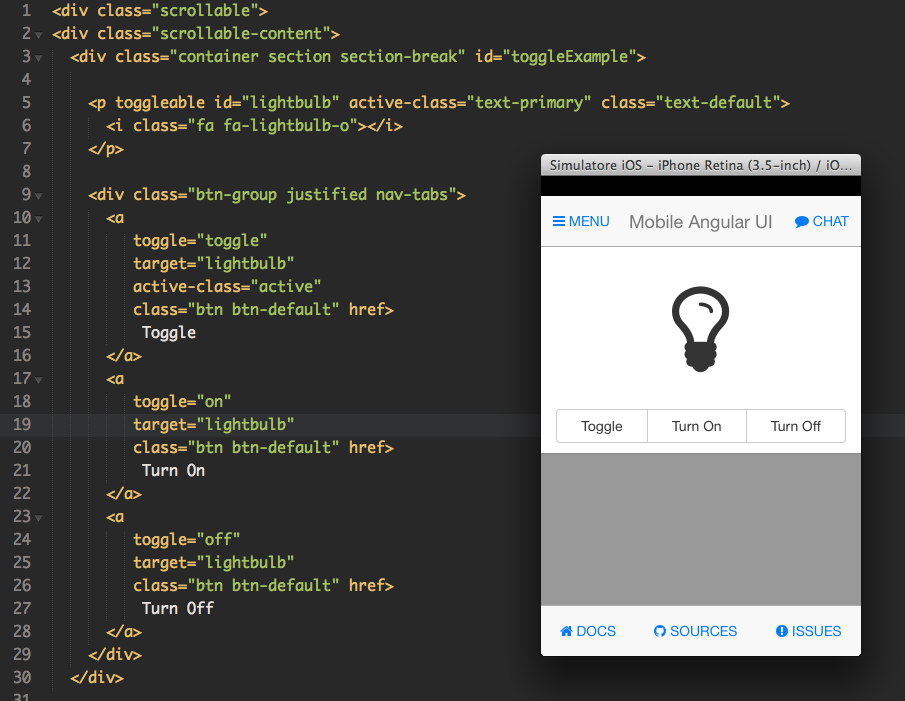 1 <div class="scrollable">
2 <div class="scrollable-content">
3 <div class="container section section-break" id="toggleExample">
4
5 <p toggleable id="lightbulb" active-class="text-primary" class="text-default">
6 <i class="fa fa-lightbulb-o"></i>
7 </p>
8
9 <div class="btn-group justified nav-tabs">
10 <a
11 toggle="toggle"
12 target="lightbulb"
13 active-class="active"
14 class="btn btn-default" href>
15 Toggle
16 </a>
17 <a
18 toggle="on"
19 target="lightbulb"
20 class="btn btn-default" href>
21 Turn On
22 </a>
23 <a
24 toggle="off"
25 target="lightbulb"
26 class="btn btn-default" href>
27 Turn Off
28 </a>
29 </div>
30 </div>
31
Simulatore iOS - iPhone Retina (3.5-inch) / iO...
MENU Mobile Angular UI CHAT
Toggle Turn On Turn Off
DOCS SOURCES ISSUES